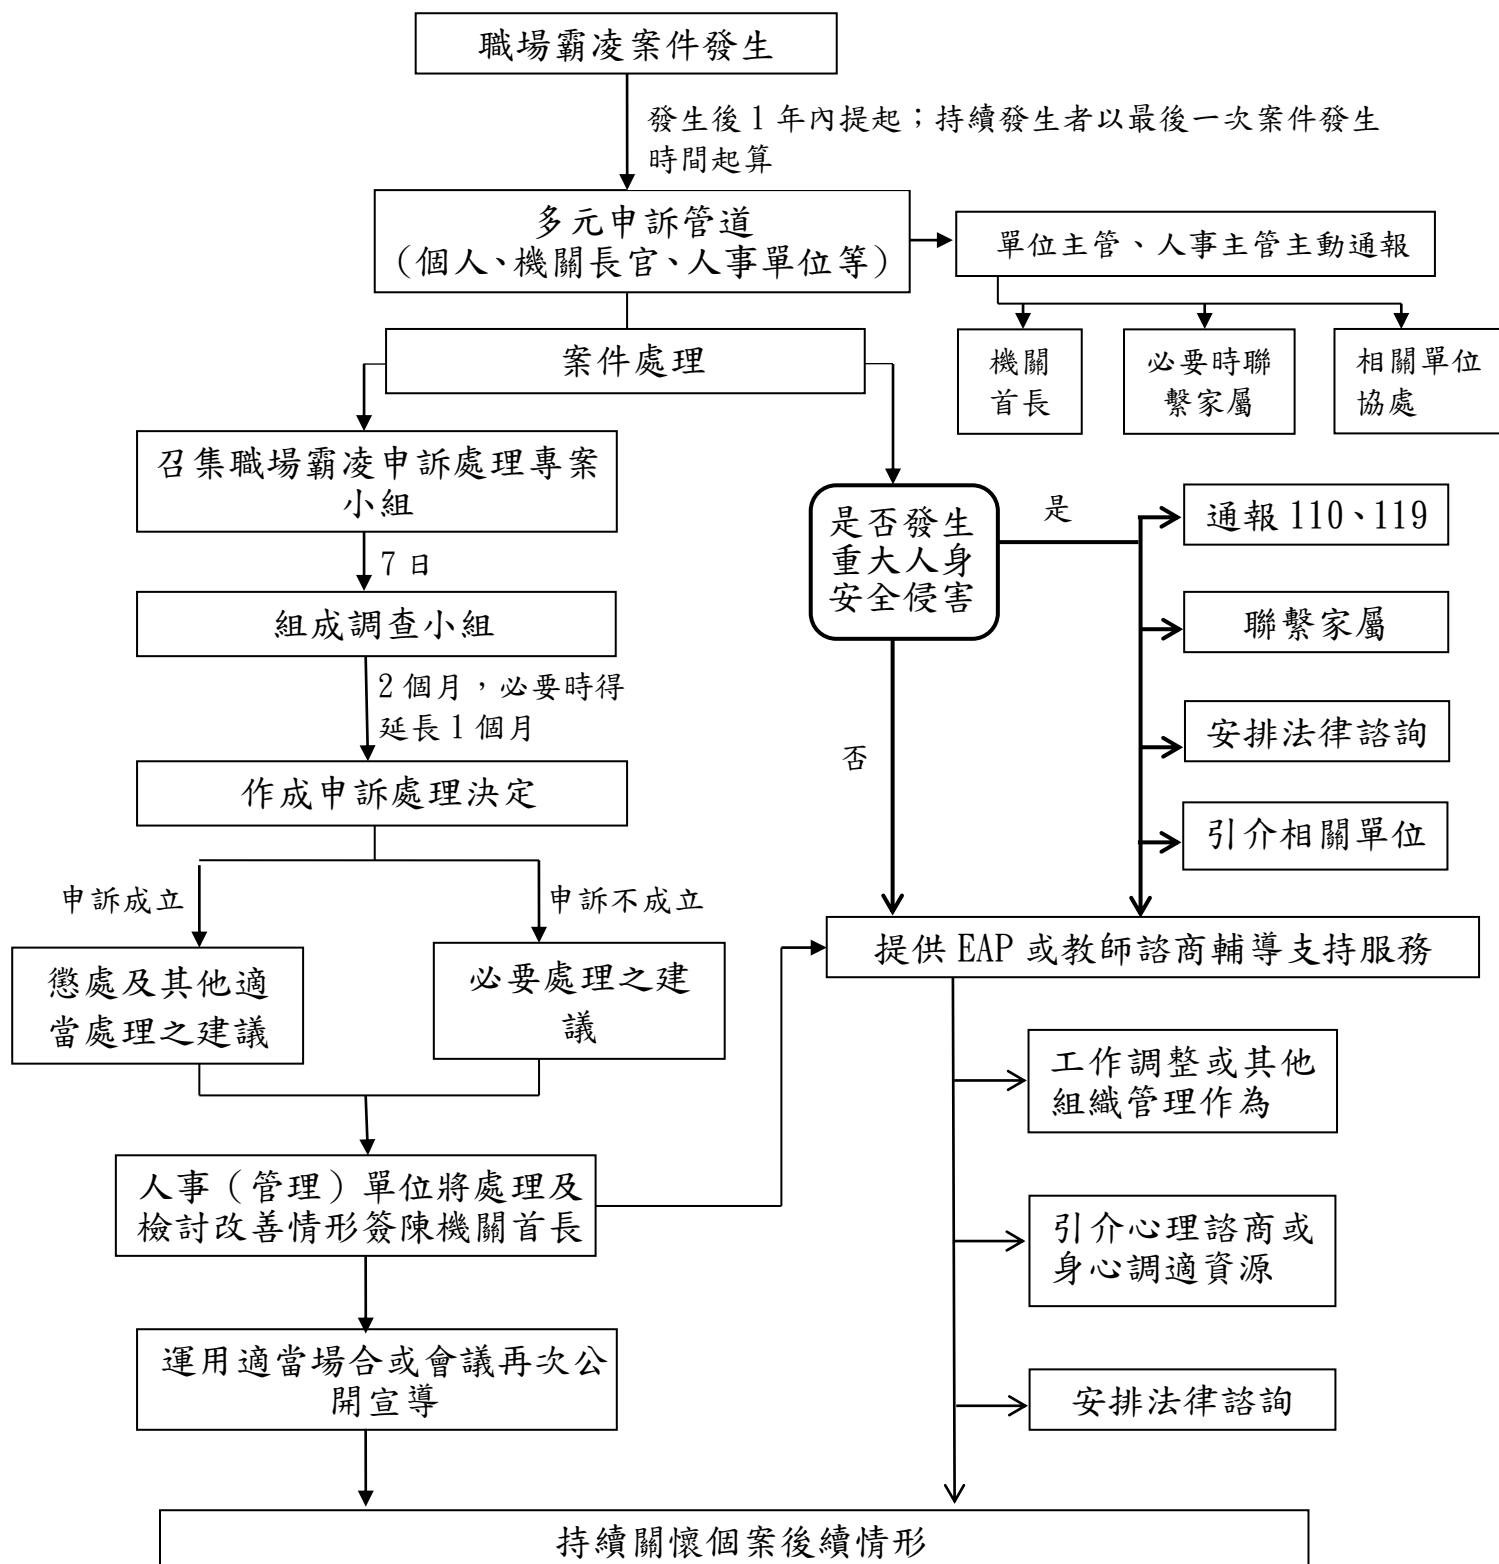 職場霸凌案件發生
發生後 1 年內提起；持續發生者以最後一次案件發生
時間起算
多元申訴管道
（個人、機關長官、人事單位等）
單位主管、人事主管主動通報
機關
首長
必要時聯
繫家屬
相關單位
協處
案件處理
召集職場霸凌申訴處理專案
小組
7 日
組成調查小組
2 個月，必要時得
延長 1 個月
作成申訴處理決定
申訴成立
申訴不成立
懲處及其他適
當處理之建議
必要處理之建
議
人事（管理）單位將處理及
檢討改善情形簽陳機關首長
運用適當場合或會議再次公
開宣導
是否發生
重大人身
安全侵害
是
否
通報 110、119
聯繫家屬
安排法律諮詢
引介相關單位
提供 EAP 或教師諮商輔導支持服務
工作調整或其他
組織管理作為
引介心理諮商或
身心調適資源
安排法律諮詢
持續關懷個案後續情形